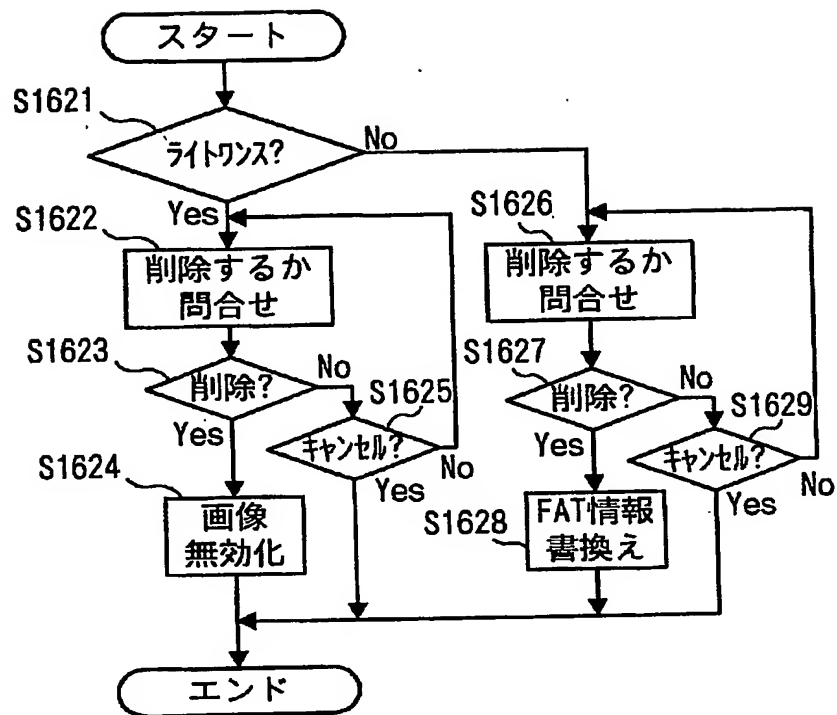 スタート
S1621
ライトワンス?
No
Yes
S1622
削除するか
問合せ
S1623
削除?
No
Yes
S1625
キャンセル?
No
Yes
S1624
画像
無効化
S1626
削除するか
問合せ
S1627
削除?
No
Yes
S1629
キャンセル?
No
Yes
S1628
FAT情報
書換え
エンド